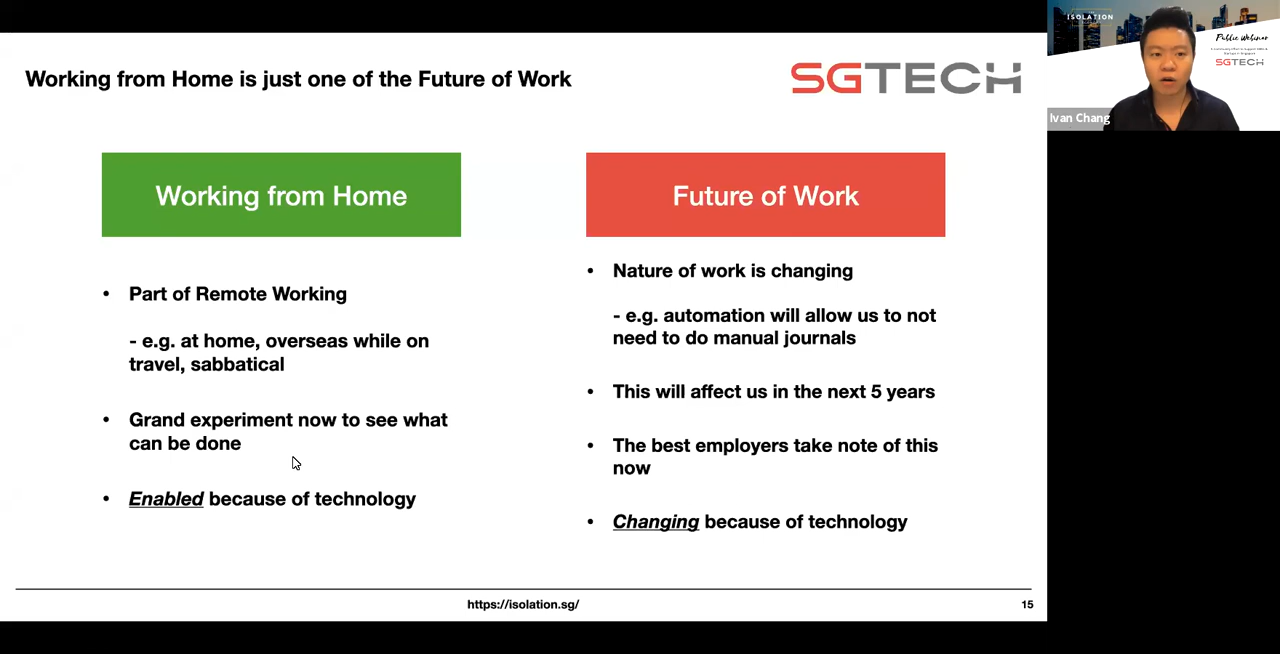 Working from Home is just one of the Future of Work
SGTECH
Working from Home
• Part of Remote Working
- e.g. at home, overseas while on
travel, sabbatical
• Grand experiment now to see what
can be done
• Enabled because of technology
Future of Work
• Nature of work is changing
- e.g. automation will allow us to not
need to do manual journals
• This will affect us in the next 5 years
• The best employers take note of this
now
• Changing because of technology
https://isolation.sg/
15
ISOLATION
Public Webinar
SGTECH
Ivan Chang